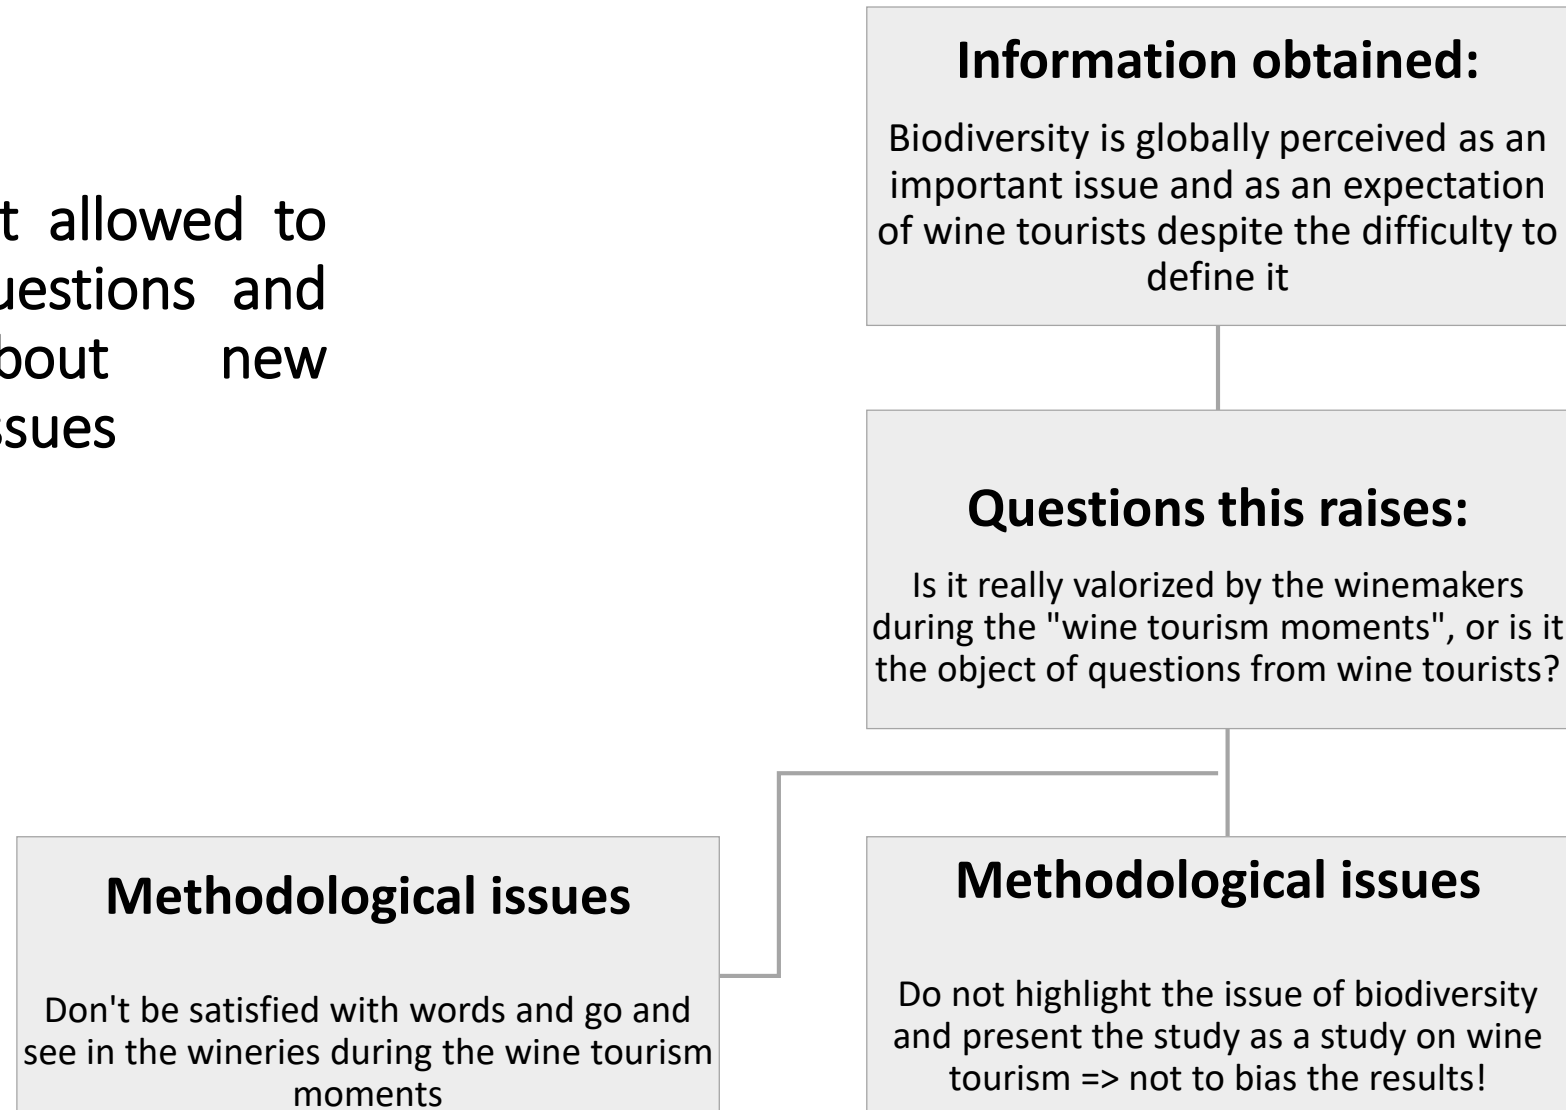 t allowed to
uestions and
bout new
ssues
Information obtained:
Biodiversity is globally perceived as an
important issue and as an expectation
of wine tourists despite the difficulty to
define it
Questions this raises:
Is it really valorized by the winemakers
during the "wine tourism moments", or is it
the object of questions from wine tourists?
Methodological issues
Don't be satisfied with words and go and
see in the wineries during the wine tourism
moments
Methodological issues
Do not highlight the issue of biodiversity
and present the study as a study on wine
tourism => not to bias the results!